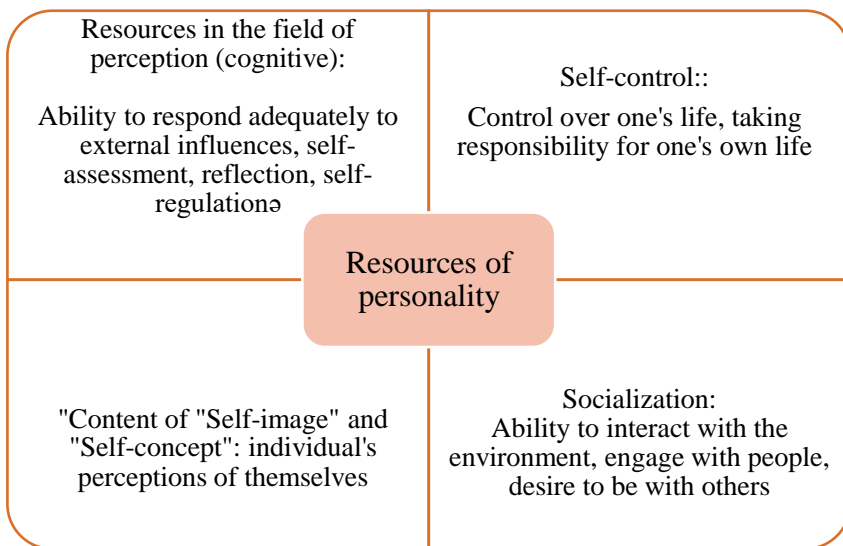 Resources in the field of
perception (cognitive):
Ability to respond adequately to
external influences, self-
assessment, reflection, self-
regulationə
Self-control::
Control over one's life, taking
responsibility for one's own life
Resources of
personality
"Content of "Self-image" and
"Self-concept": individual's
perceptions of themselves
Socialization:
Ability to interact with the
environment, engage with people,
desire to be with others